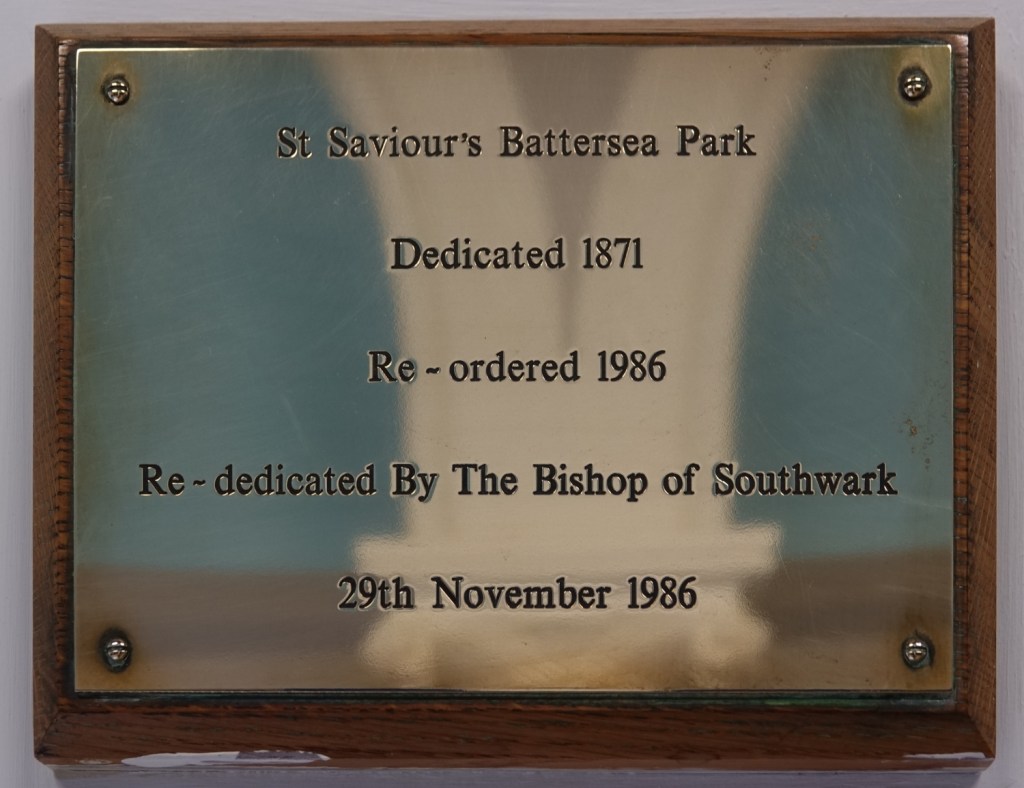 St Saviour's Battersea Park
Dedicated 1871
Re-ordered 1986
Re-dedicated By The Bishop of Southwark
29th November 1986